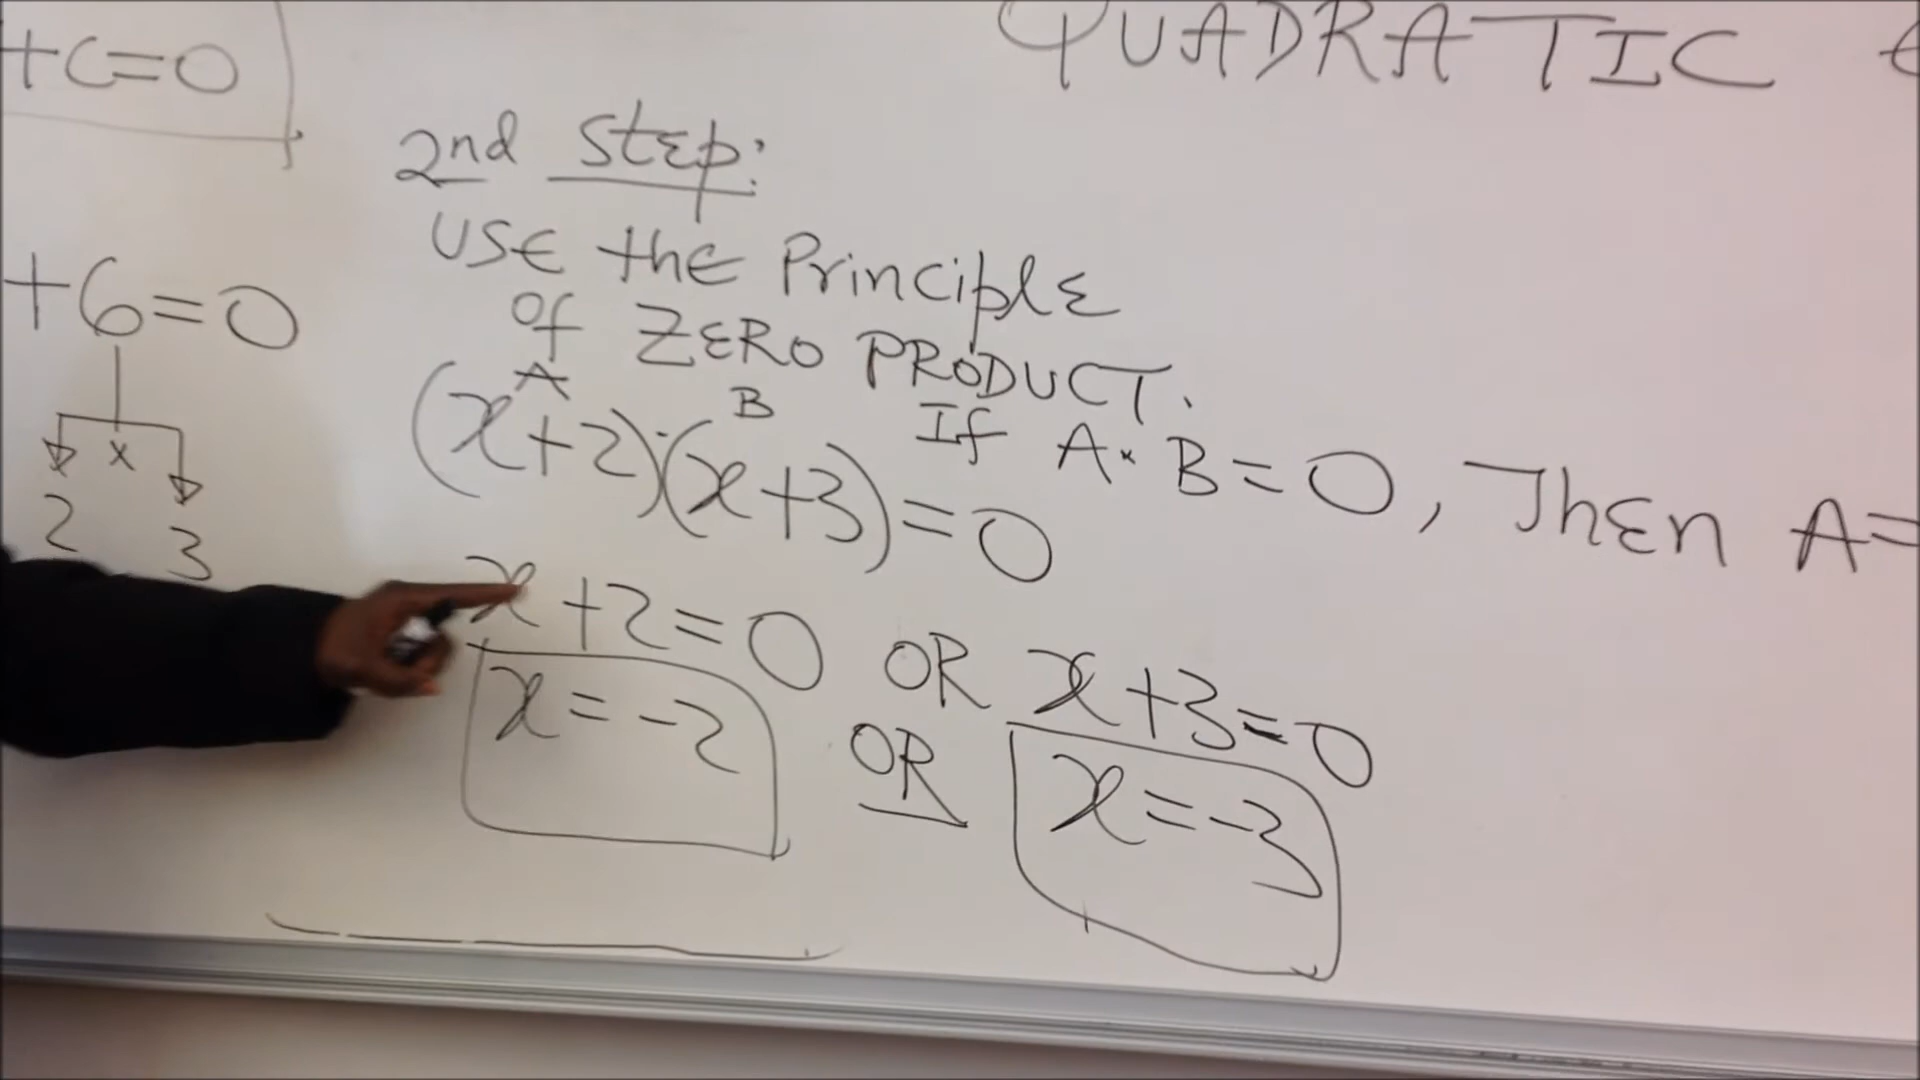 +C=0
QUADRATIC
2nd Step:
USE the Principle
of ZERO PRODUCT.
+6=0
x
2 3
A B
(x+2)·(x+3)=0
If A·B=0, Then A=
x+2=0 OR x+3=0
x=-2 OR x=-3